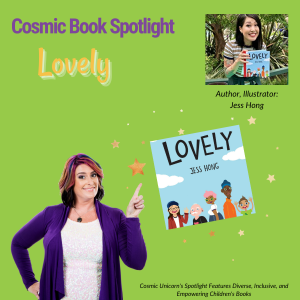 Cosmic Book Spotlight
Lovely
Author, Illustrator:
Jess Hong
LOVELY
JESS HONG
Cosmic Unicorn's Spotlight Features Diverse, Inclusive, and
Empowering Children's Books